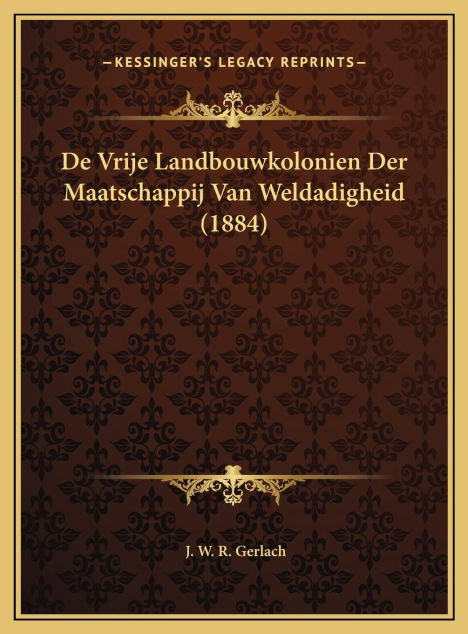 —KESSINGER'S LEGACY REPRINTS—
De Vrije Landbouwkolonien Der
Maatschappij Van Weldadigheid
(1884)
J. W. R. Gerlach